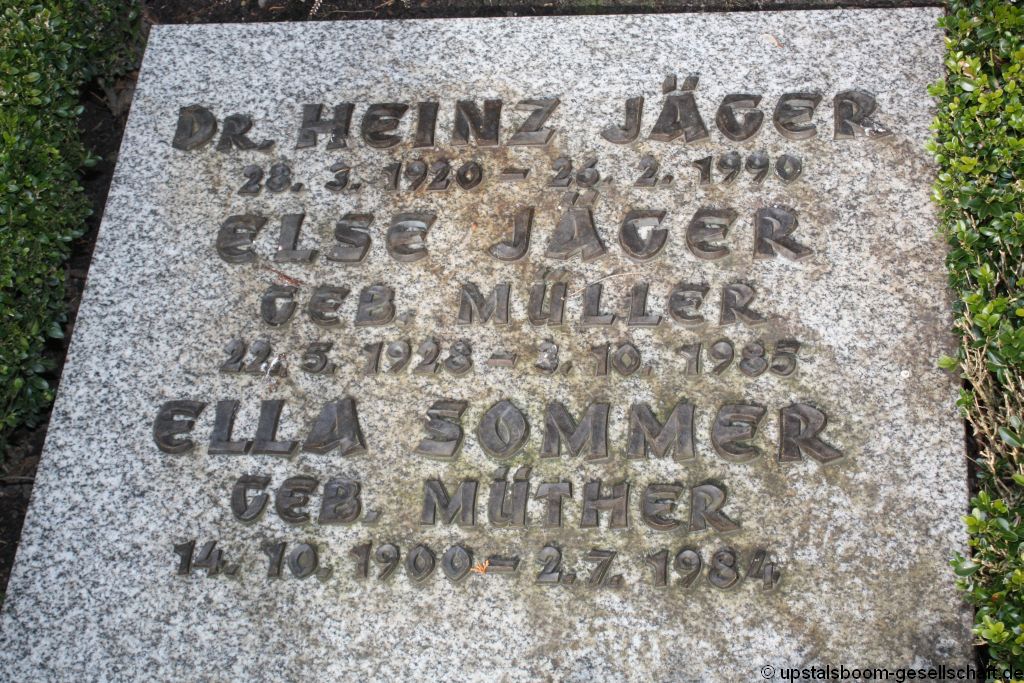 Dr. HEINZ JÄGER
28. 3. 1920 – 26. 2. 1990
ELSE JÄGER
GEB. MÜLLER
22. 5. 1928 – 3. 10. 1985
ELLA SOMMER
GEB. MÜTHER
14. 10. 1900 – 2. 7. 1984
© upstalsboom-gesellschaft.de